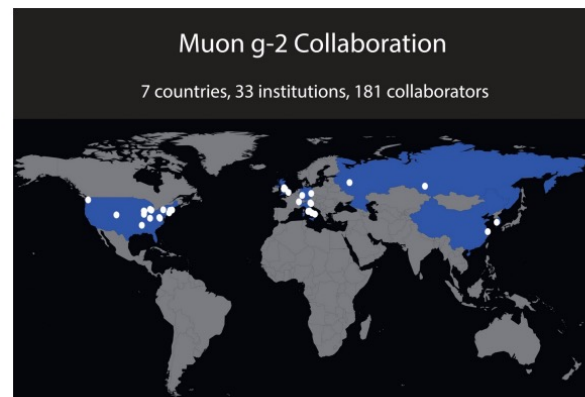 Muon g-2 Collaboration
7 countries, 33 institutions, 181 collaborators